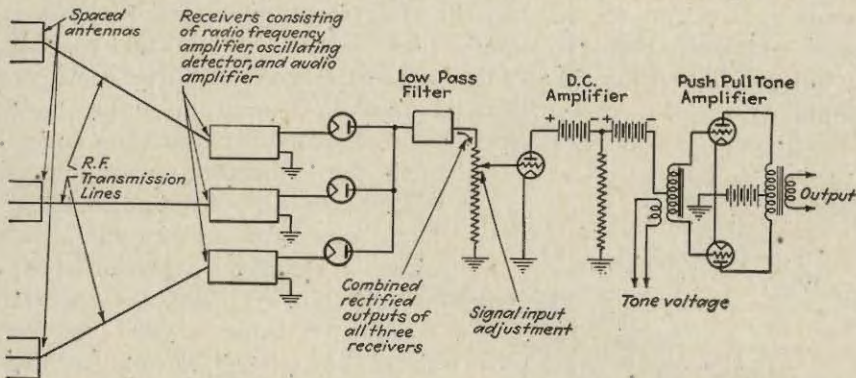 Spaced
antennas
Receivers consisting
of radio frequency
amplifier, oscillating
detector, and audio
amplifier
Low Pass
Filter
D.C.
Amplifier
Push Pull Tone
Amplifier
+ - + -
R.F.
Transmission
Lines
Output
Combined
rectified
outputs of
all three
receivers
Signal input
adjustment
Tone voltage